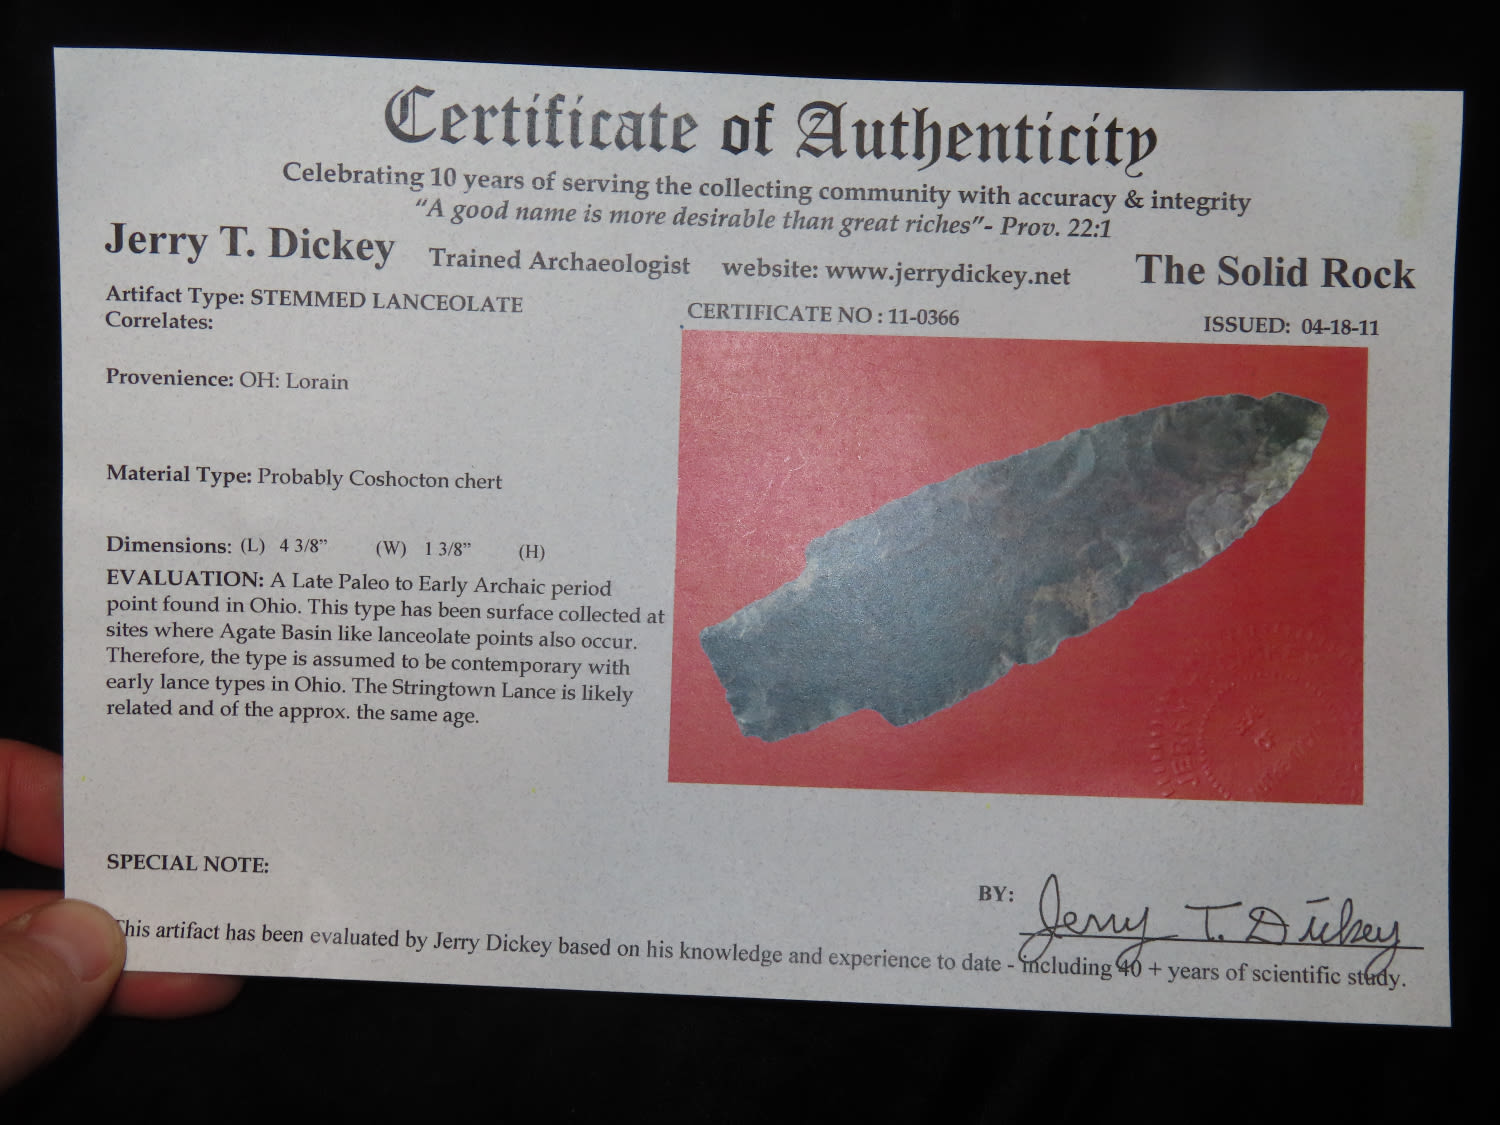 Certificate of Authenticity
Celebrating 10 years of serving the collecting community with accuracy & integrity
“A good name is more desirable than great riches”- Prov. 22:1
Jerry T. Dickey Trained Archaeologist website: www.jerrydickey.net The Solid Rock
Artifact Type: STEMMED LANCEOLATE
Correlates:
CERTIFICATE NO : 11-0366
ISSUED: 04-18-11
Provenience: OH: Lorain
Material Type: Probably Coshocton chert
Dimensions: (L) 4 3/8” (W) 1 3/8” (H)
EVALUATION: A Late Paleo to Early Archaic period
point found in Ohio. This type has been surface collected at
sites where Agate Basin like lanceolate points also occur.
Therefore, the type is assumed to be contemporary with
early lance types in Ohio. The Stringtown Lance is likely
related and of the approx. the same age.
SPECIAL NOTE:
BY: Jerry T. Dickey
This artifact has been evaluated by Jerry Dickey based on his knowledge and experience to date - including 40 + years of scientific study.